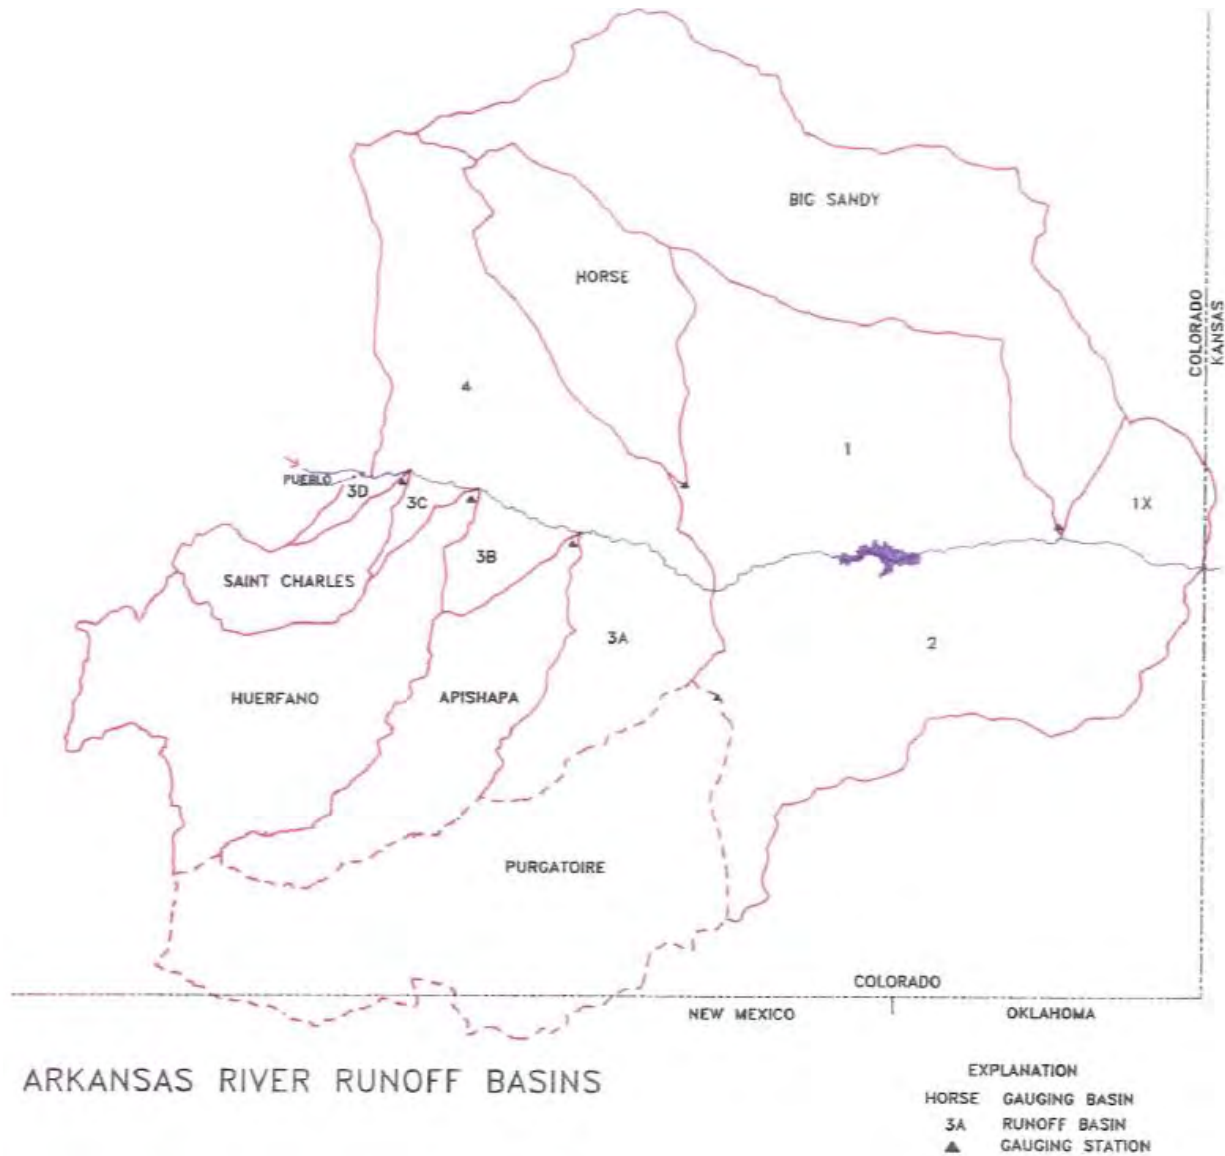 BIG SANDY
HORSE
COLORADO
KANSAS
4
1
PUEBLO
3D
3C
1X
3B
SAINT CHARLES
3A
2
HUERFANO
APISHAPA
PURGATOIRE
COLORADO
NEW MEXICO
OKLAHOMA
ARKANSAS RIVER RUNOFF BASINS
EXPLANATION
HORSE GAUGING BASIN
3A RUNOFF BASIN
GAUGING STATION